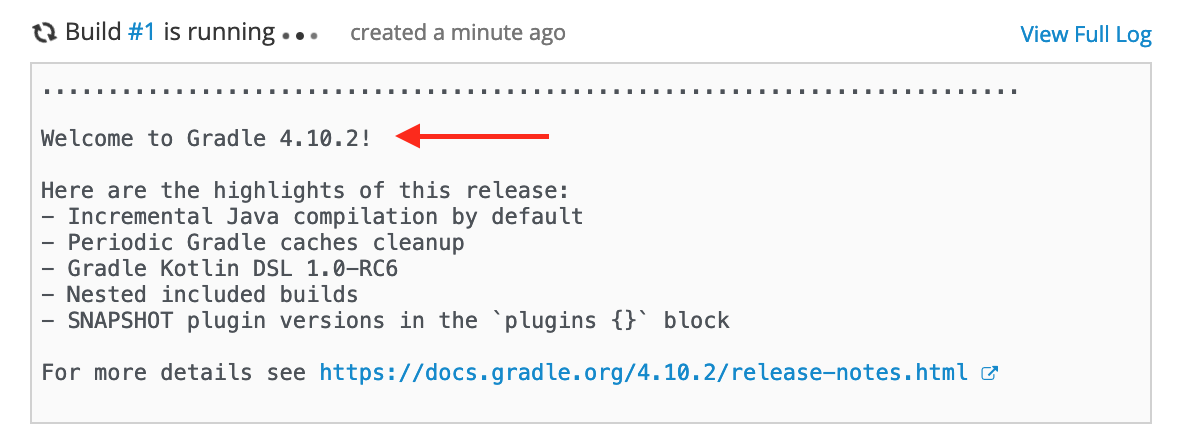 Build #1 is running ... created a minute ago View Full Log
..........................................................................
Welcome to Gradle 4.10.2!
Here are the highlights of this release:
– Incremental Java compilation by default
– Periodic Gradle caches cleanup
– Gradle Kotlin DSL 1.0–RC6
– Nested included builds
– SNAPSHOT plugin versions in the `plugins {}` block
For more details see https://docs.gradle.org/4.10.2/release-notes.html